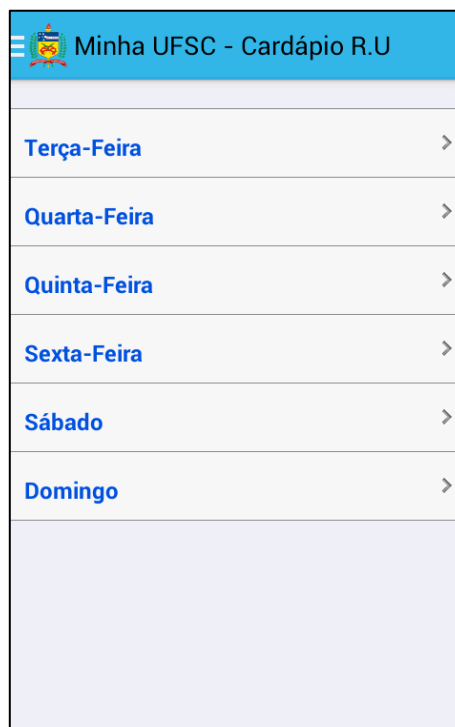 Minha UFSC - Cardápio R.U
Terça-Feira
Quarta-Feira
Quinta-Feira
Sexta-Feira
Sábado
Domingo